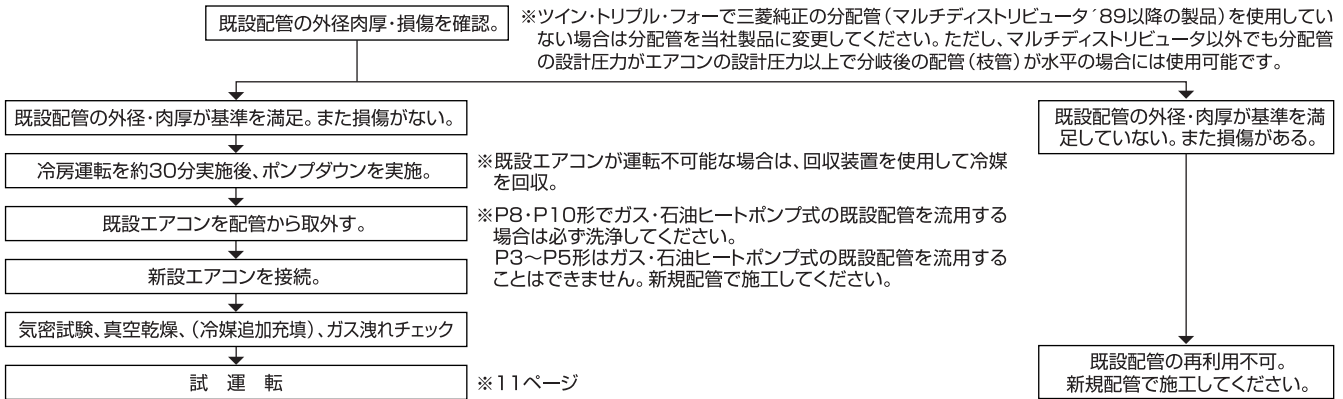 既設配管の外径肉厚・損傷を確認。
※ツイン・トリプル・フォーで三菱純正の分配管(マルチディストリビュータ´89以降の製品)を使用してい
ない場合は分配管を当社製品に変更してください。ただし、マルチディストリビュータ以外でも分配管
の設計圧力がエアコンの設計圧力以上で分岐後の配管(枝管)が水平の場合には使用可能です。
既設配管の外径・肉厚が基準を満足。また損傷がない。
冷房運転を約30分実施後、ポンプダウンを実施。
※既設エアコンが運転不可能な場合は、回収装置を使用して冷媒
を回収。
既設エアコンを配管から取外す。
※P8・P10形でガス・石油ヒートポンプ式の既設配管を流用する
場合は必ず洗浄してください。
P3〜P5形はガス・石油ヒートポンプ式の既設配管を流用する
ことはできません。新規配管で施工してください。
新設エアコンを接続。
気密試験、真空乾燥、(冷媒追加充填)、ガス洩れチェック
試 運 転
※11ページ
既設配管の外径・肉厚が基準を満
足していない。また損傷がある。
既設配管の再利用不可。
新規配管で施工してください。